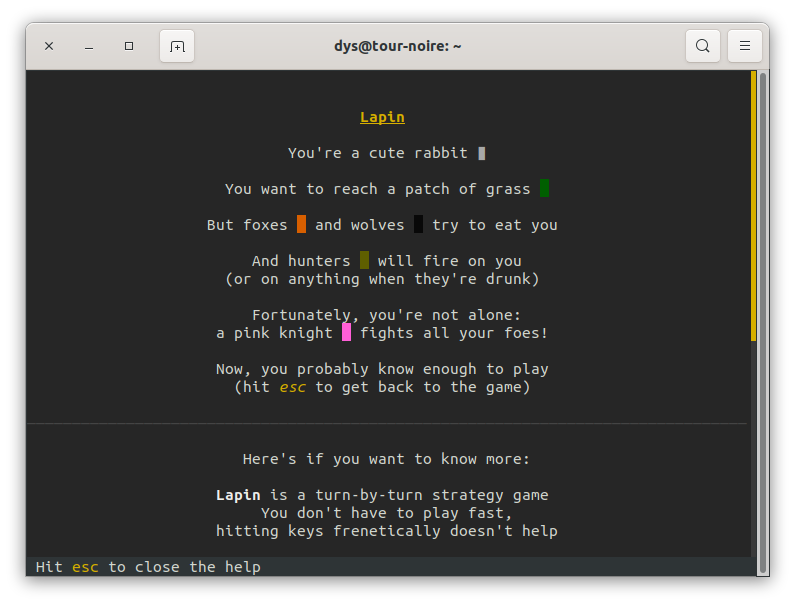 dys@tour-noire: ~
Lapin
You're a cute rabbit
You want to reach a patch of grass
But foxes and wolves try to eat you
And hunters will fire on you
(or on anything when they're drunk)
Fortunately, you're not alone:
a pink knight fights all your foes!
Now, you probably know enough to play
(hit esc to get back to the game)
Here's if you want to know more:
Lapin is a turn-by-turn strategy game
You don't have to play fast,
hitting keys frenetically doesn't help
Hit esc to close the help